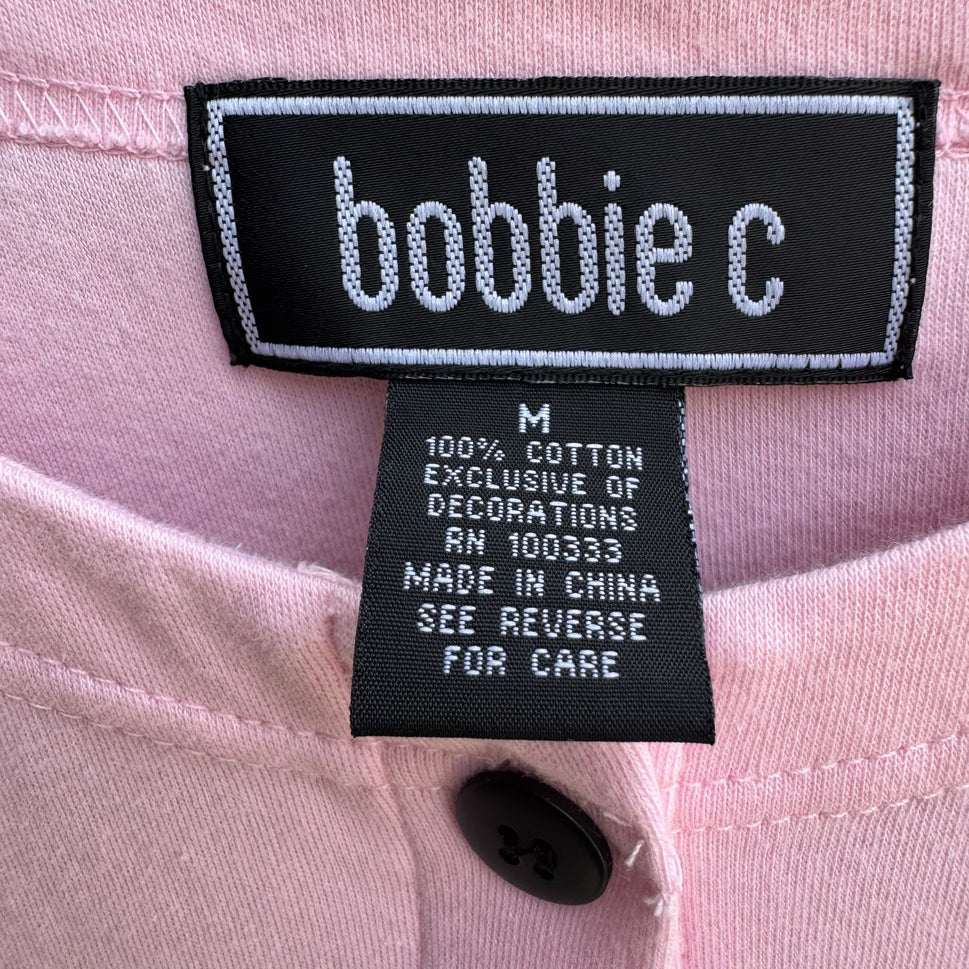 bobbie c
M
100% COTTON
EXCLUSIVE OF
DECORATIONS
RN 100333
MADE IN CHINA
SEE REVERSE
FOR CARE